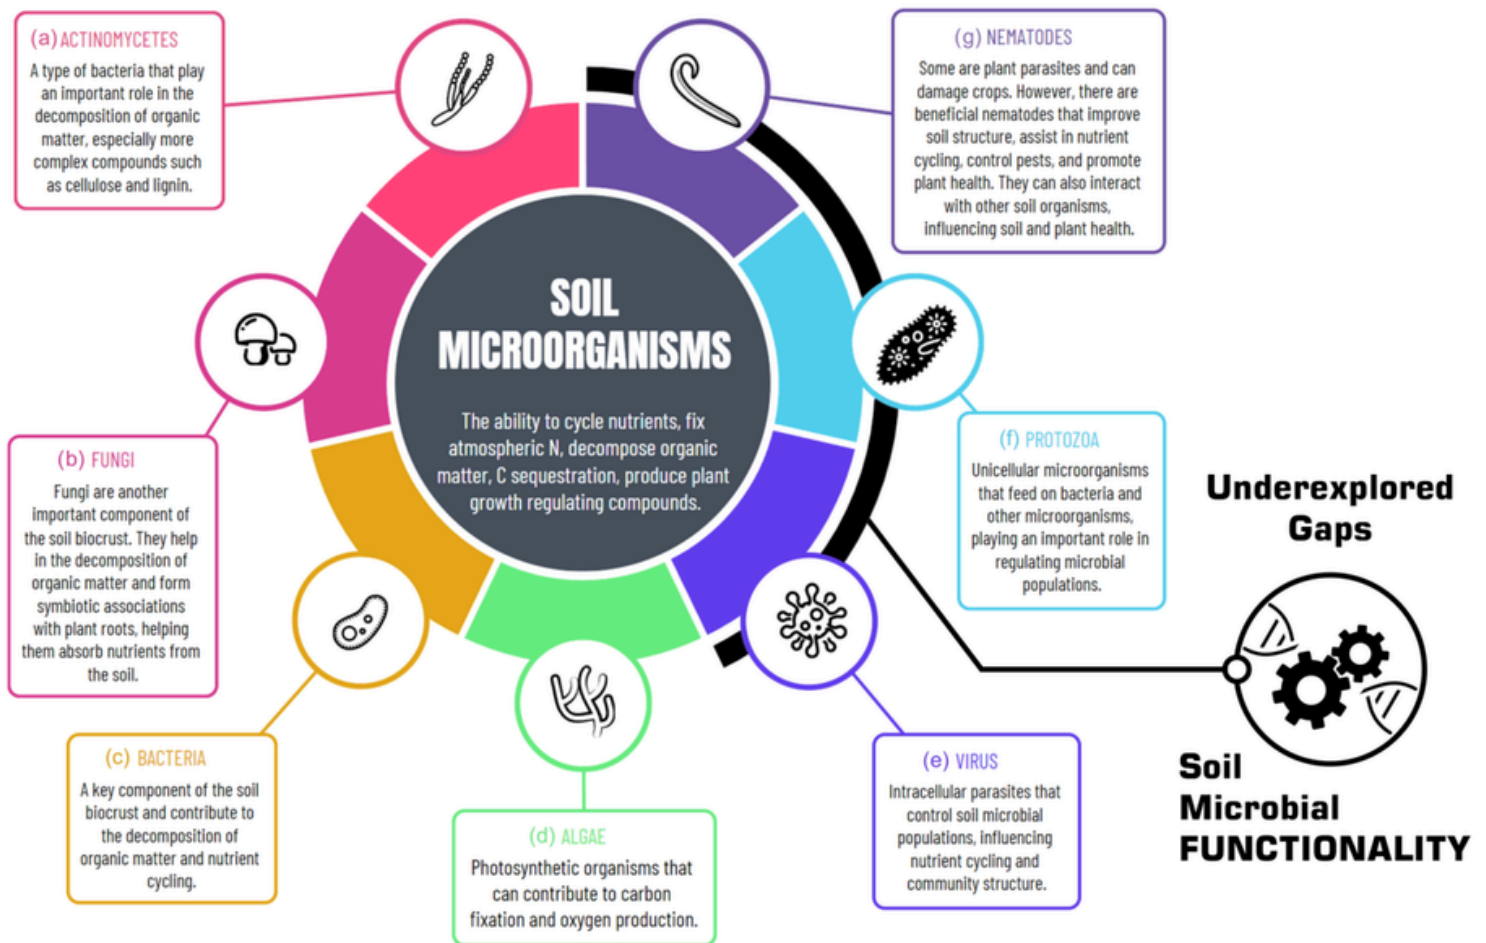 (a) ACTINOMYCETES
A type of bacteria that play
an important role in the
decomposition of organic
matter, especially more
complex compounds such
as cellulose and lignin.
(g) NEMATODES
Some are plant parasites and can
damage crops. However, there are
beneficial nematodes that improve
soil structure, assist in nutrient
cycling, control pests, and promote
plant health. They can also interact
with other soil organisms,
influencing soil and plant health.
SOIL
MICROORGANISMS
The ability to cycle nutrients, fix
atmospheric N, decompose organic
matter, C sequestration, produce plant
growth regulating compounds.
(b) FUNGI
Fungi are another
important component of
the soil biocrust. They help
in the decomposition of
organic matter and form
symbiotic associations
with plant roots, helping
them absorb nutrients from
the soil.
(f) PROTOZOA
Unicellular microorganisms
that feed on bacteria and
other microorganisms,
playing an important role in
regulating microbial
populations.
Underexplored
Gaps
(c) BACTERIA
A key component of the soil
biocrust and contribute to
the decomposition of
organic matter and nutrient
cycling.
(d) ALGAE
Photosynthetic organisms that
can contribute to carbon
fixation and oxygen production.
(e) VIRUS
Intracellular parasites that
control soil microbial
populations, influencing
nutrient cycling and
community structure.
Soil
Microbial
FUNCTIONALITY